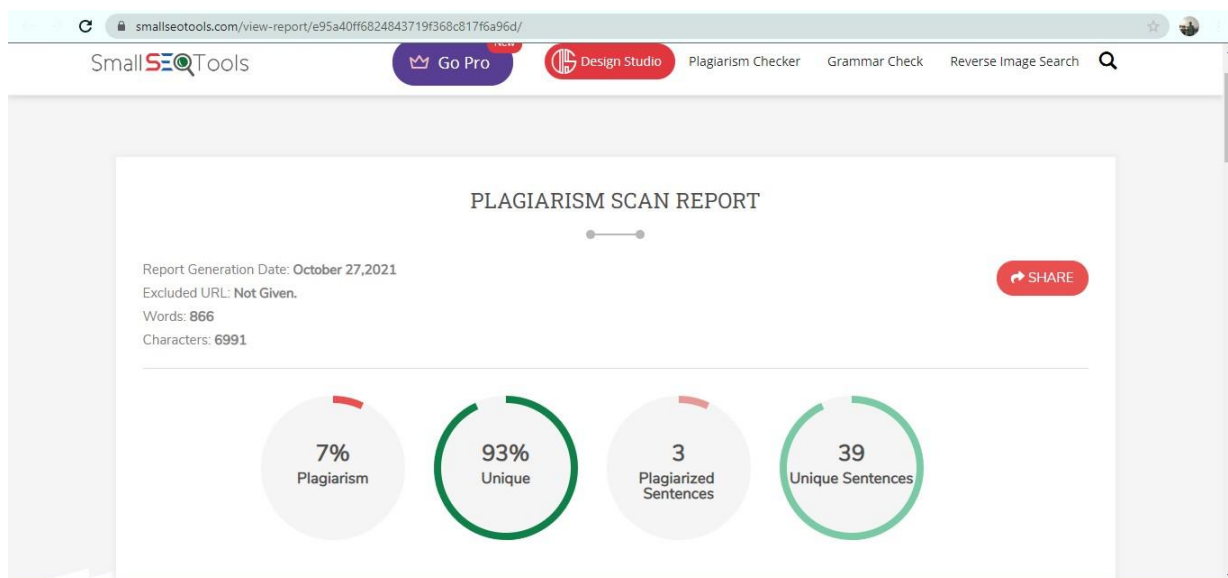 smallseotools.com/view-report/e95a40ff6824843719f368c817f6a96d/
SmallSEOTools
New
Go Pro
Design Studio
Plagiarism Checker
Grammar Check
Reverse Image Search
PLAGIARISM SCAN REPORT
Report Generation Date: October 27,2021
Excluded URL: Not Given.
Words: 866
Characters: 6991
SHARE
7%
Plagiarism
93%
Unique
3
Plagiarized
Sentences
39
Unique Sentences